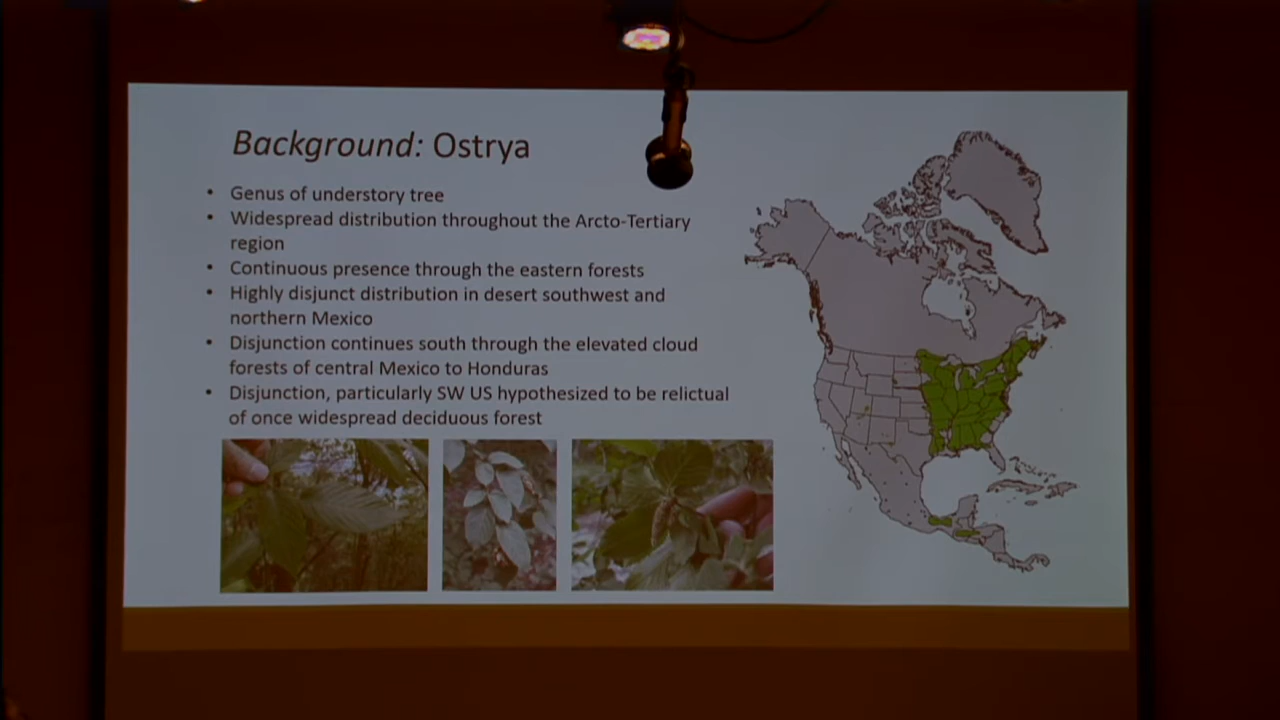 Background: Ostrya
• Genus of understory tree
• Widespread distribution throughout the Arcto-Tertiary
region
• Continuous presence through the eastern forests
• Highly disjunct distribution in desert southwest and
northern Mexico
• Disjunction continues south through the elevated cloud
forests of central Mexico to Honduras
• Disjunction, particularly SW US hypothesized to be relictual
of once widespread deciduous forest